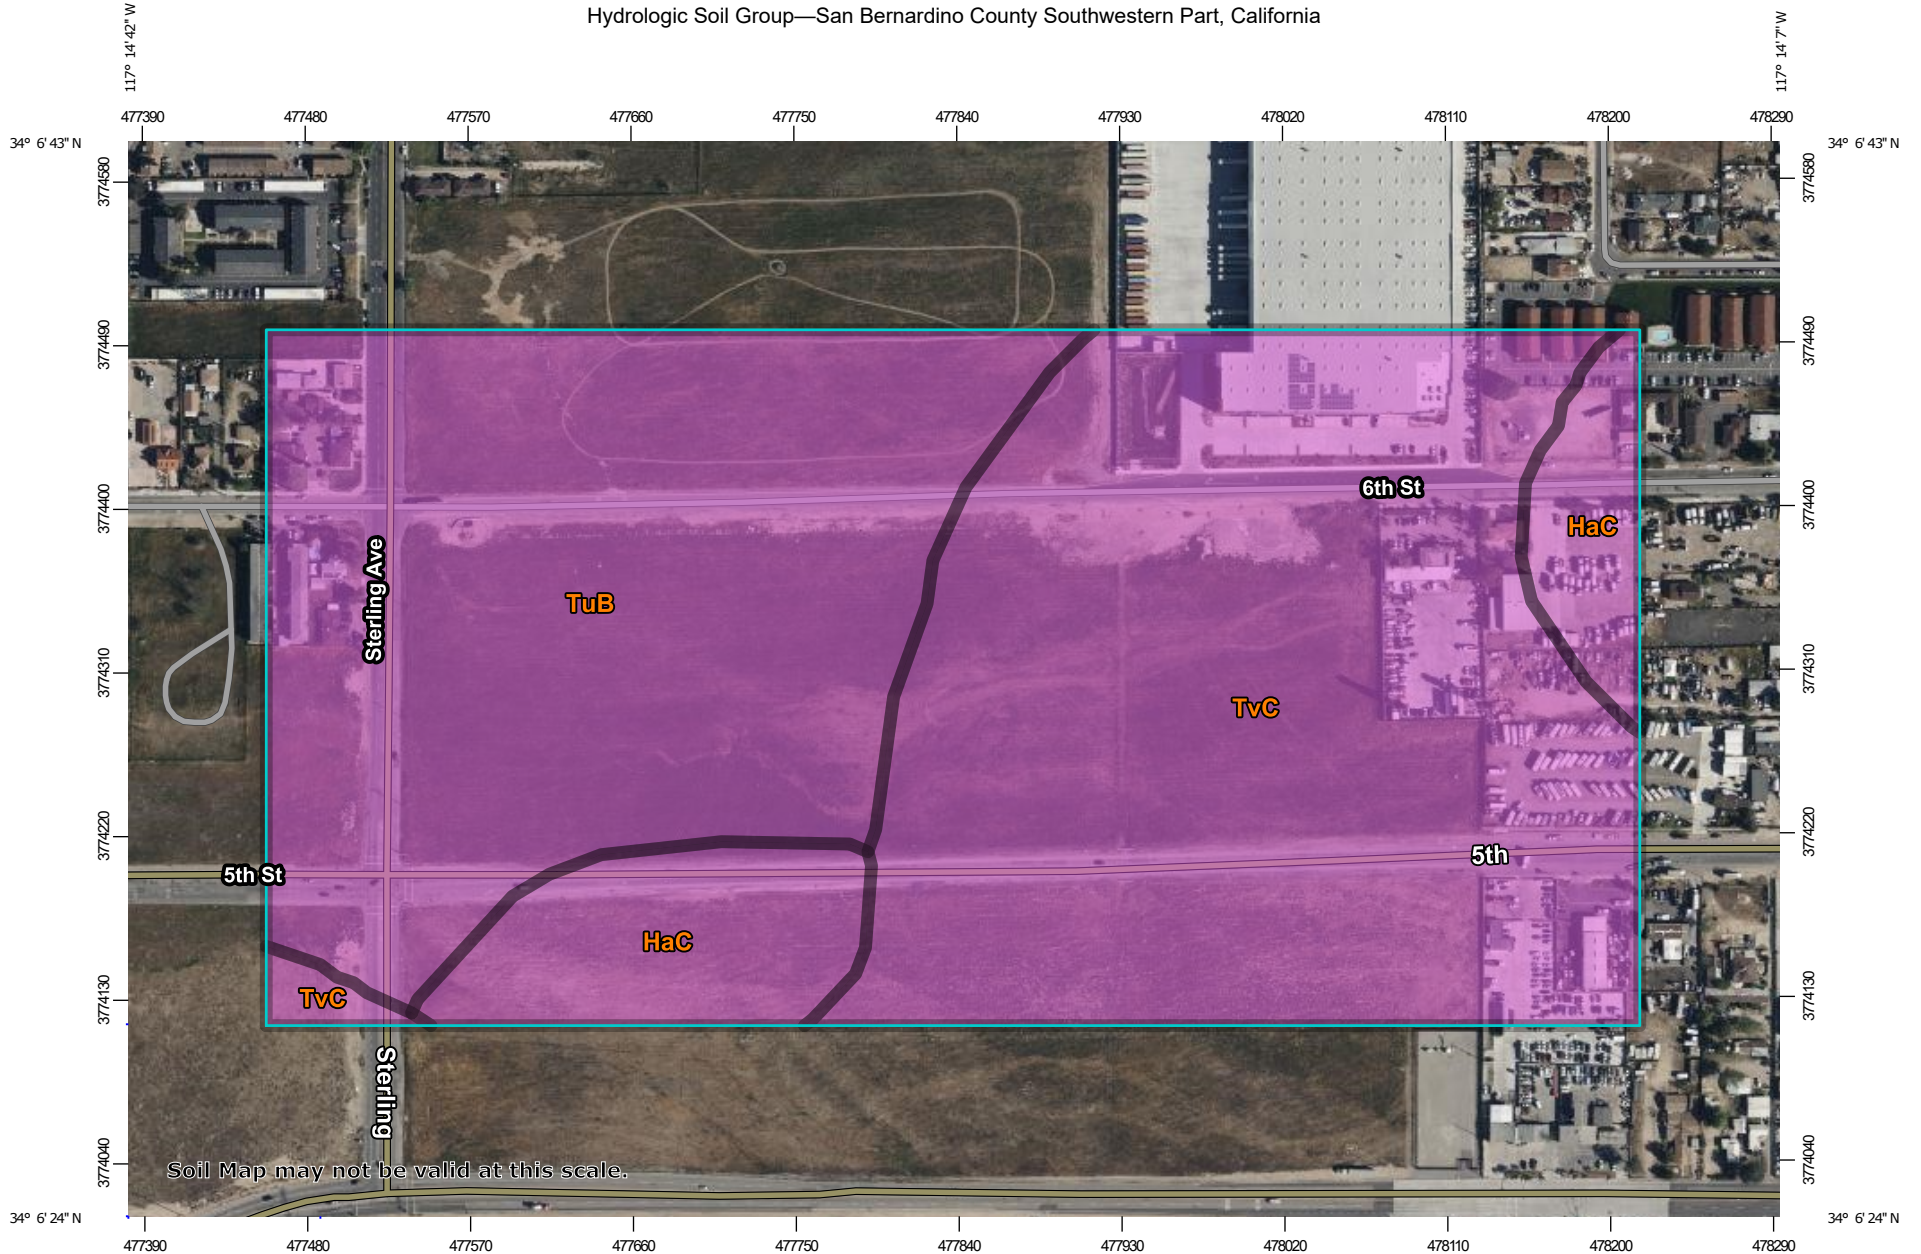 Hydrologic Soil Group—San Bernardino County Southwestern Part, California
117° 14' 42" W
117° 14' 7" W
477390 477480 477570 477660 477750 477840 477930 478020 478110 478200 478290
34° 6' 43" N
34° 6' 43" N
3774580
3774580
3774490
3774490
6th St
3774400
3774400
HaC
Sterling Ave
TuB
3774310
3774310
TvC
3774220
3774220
5th
5th St
HaC
TvC
3774130
3774130
Sterling
3774040
3774040
Soil Map may not be valid at this scale.
34° 6' 24" N
34° 6' 24" N
477390 477480 477570 477660 477750 477840 477930 478020 478110 478200 478290